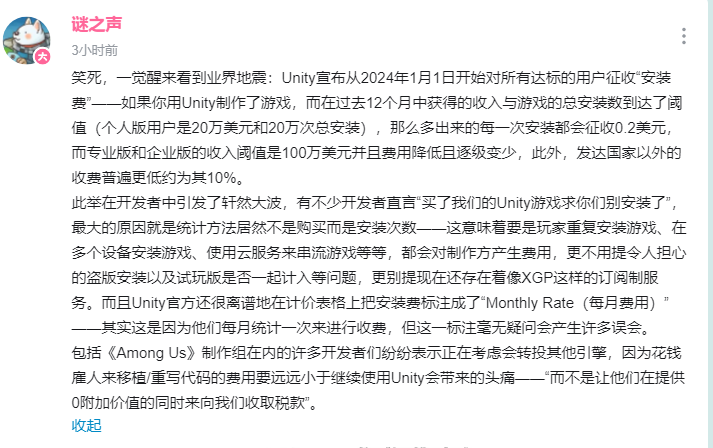 谜之声
大
3小时前
笑死，一觉醒来看到业界地震：Unity宣布从2024年1月1日开始对所有达标的用户征收“安装
费”——如果你用Unity制作了游戏，而在过去12个月中获得的收入与游戏的总安装数到达了阈
值（个人版用户是20万美元和20万次总安装），那么多出来的每一次安装都会征收0.2美元，
而专业版和企业版的收入阈值是100万美元并且费用降低且逐级变少，此外，发达国家以外的
收费普遍更低约为其10%。
此举在开发者中引发了轩然大波，有不少开发者直言“买了我们的Unity游戏求你们别安装了”，
最大的原因就是统计方法居然不是购买而是安装次数——这意味着要是玩家重复安装游戏、在
多个设备安装游戏、使用云服务来串流游戏等等，都会对制作方产生费用，更不用提令人担心
的盗版安装以及试玩版是否一起计入等问题，更别提现在还存在着像XGP这样的订阅制服
务。而且Unity官方还很离谱地在计价表格上把安装费标注成了“Monthly Rate（每月费用）”
——其实这是因为他们每月统计一次来进行收费，但这一标注毫无疑问会产生许多误会。
包括《Among Us》制作组在内的许多开发者们纷纷表示正在考虑会转投其他引擎，因为花钱
雇人来移植/重写代码的费用要远远小于继续使用Unity会带来的头痛——“而不是让他们在提供
0附加价值的同时来向我们收取税款”。
收起